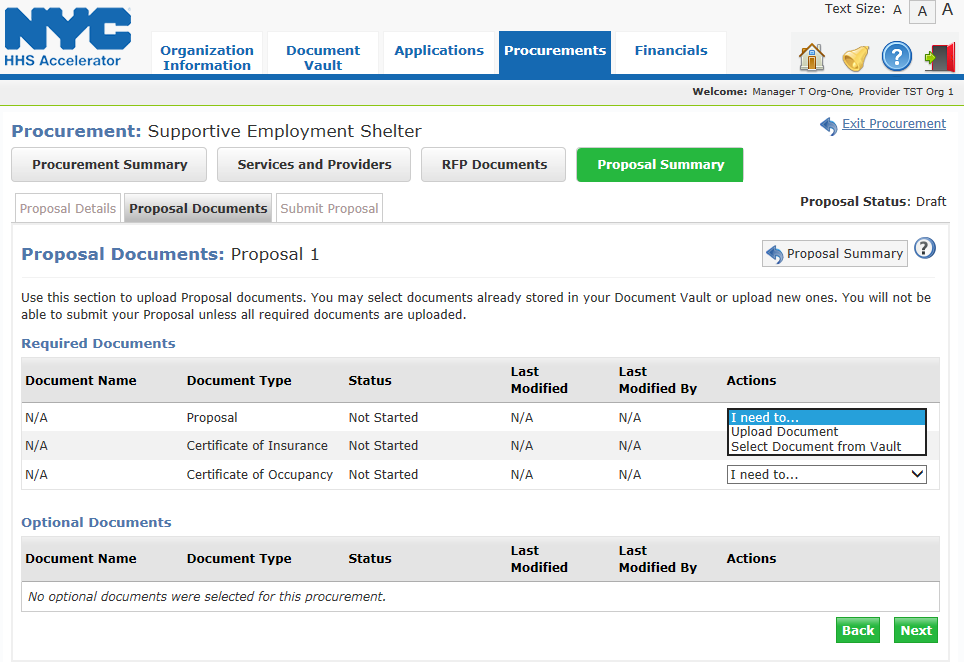 Text Size: A A A
NYC
HHS Accelerator
Organization Information
Document Vault
Applications
Procurements
Financials
?
Welcome: Manager T Org-One, Provider TST Org 1
Procurement: Supportive Employment Shelter
Exit Procurement
Procurement Summary
Services and Providers
RFP Documents
Proposal Summary
Proposal Details
Proposal Documents
Submit Proposal
Proposal Status: Draft
Proposal Documents: Proposal 1
Proposal Summary
?
Use this section to upload Proposal documents. You may select documents already stored in your Document Vault or upload new ones. You will not be
able to submit your Proposal unless all required documents are uploaded.
Required Documents
Document Name Document Type Status Last Modified Last Modified By Actions
N/A Proposal Not Started N/A N/A I need to...
Upload Document
Select Document from Vault
N/A Certificate of Insurance Not Started N/A N/A
N/A Certificate of Occupancy Not Started N/A N/A I need to...
Optional Documents
Document Name Document Type Status Last Modified Last Modified By Actions
No optional documents were selected for this procurement.
Back
Next